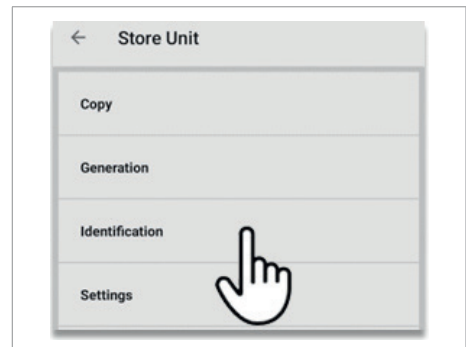 Store Unit
Copy
Generation
Identification
Settings